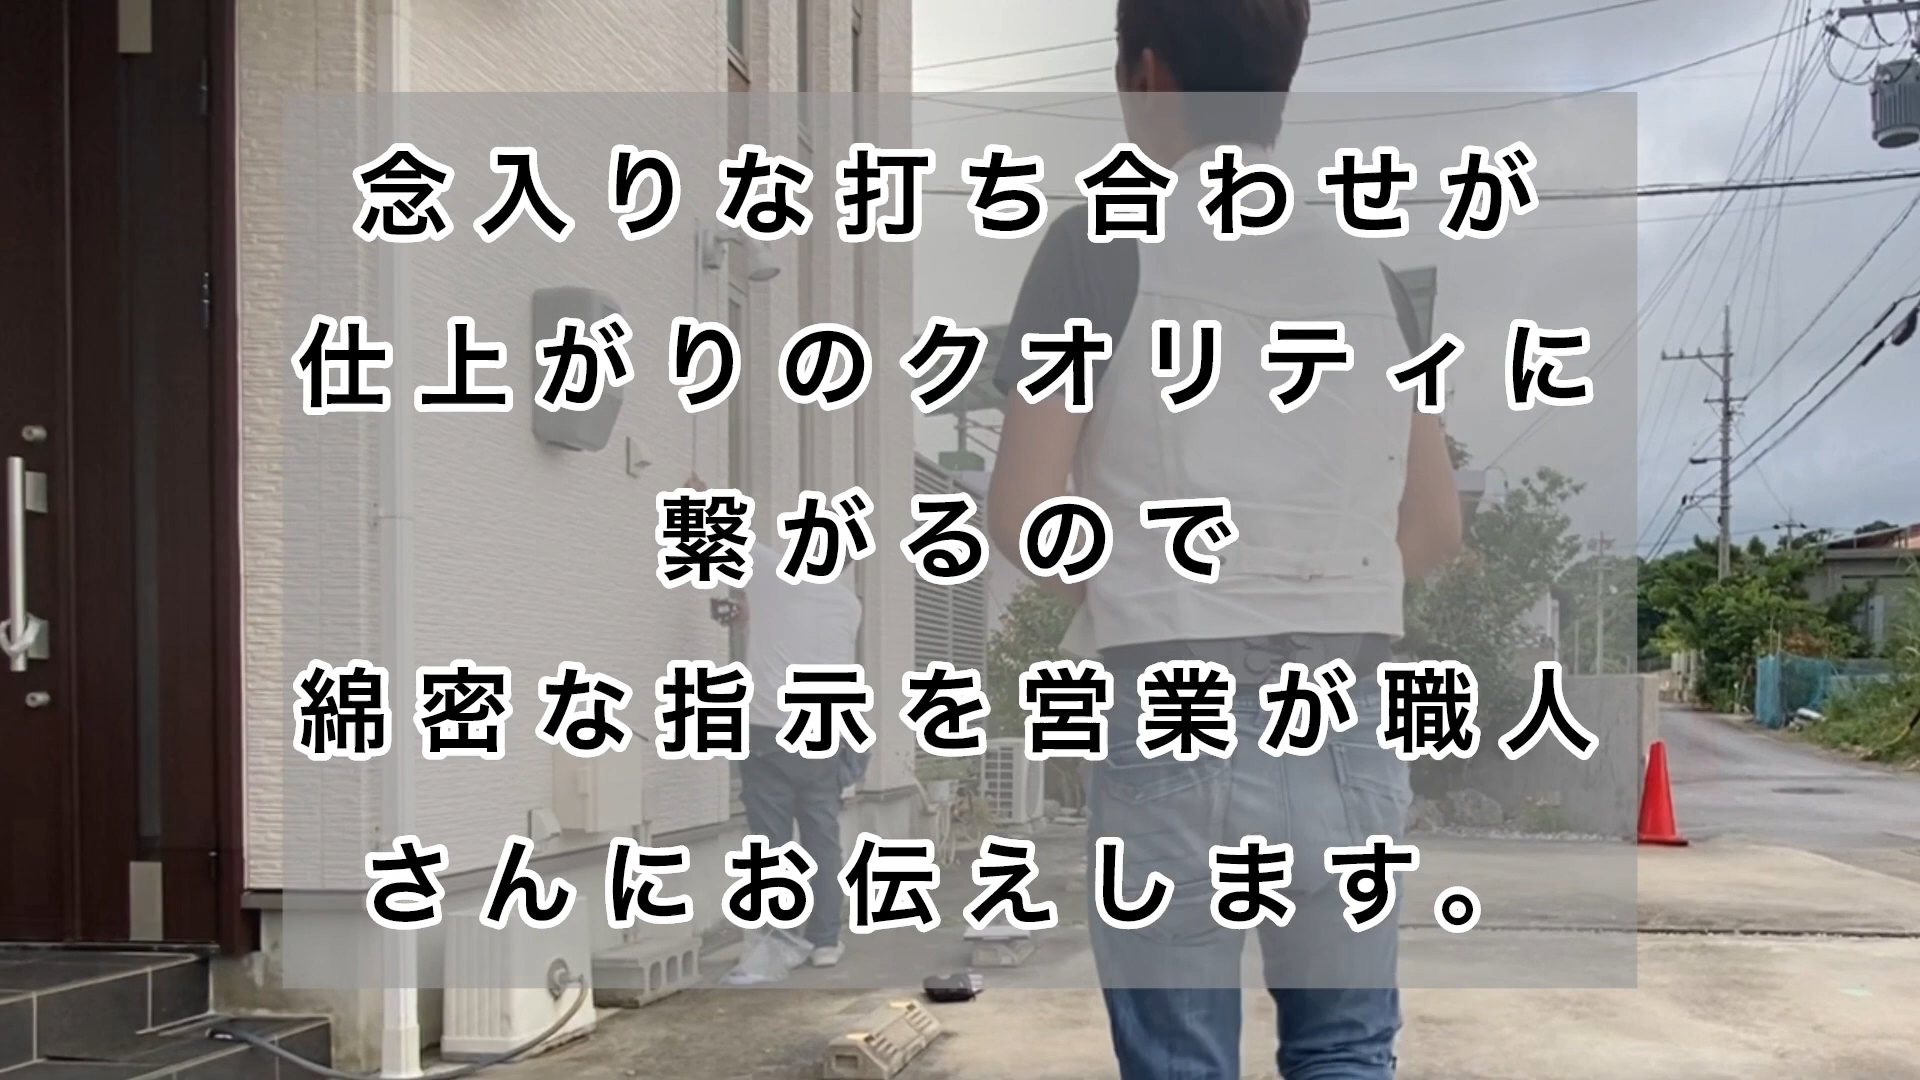 念入りな打ち合わせが
仕上がりのクオリティに
繋がるので
綿密な指示を営業が職人
さんにお伝えします。